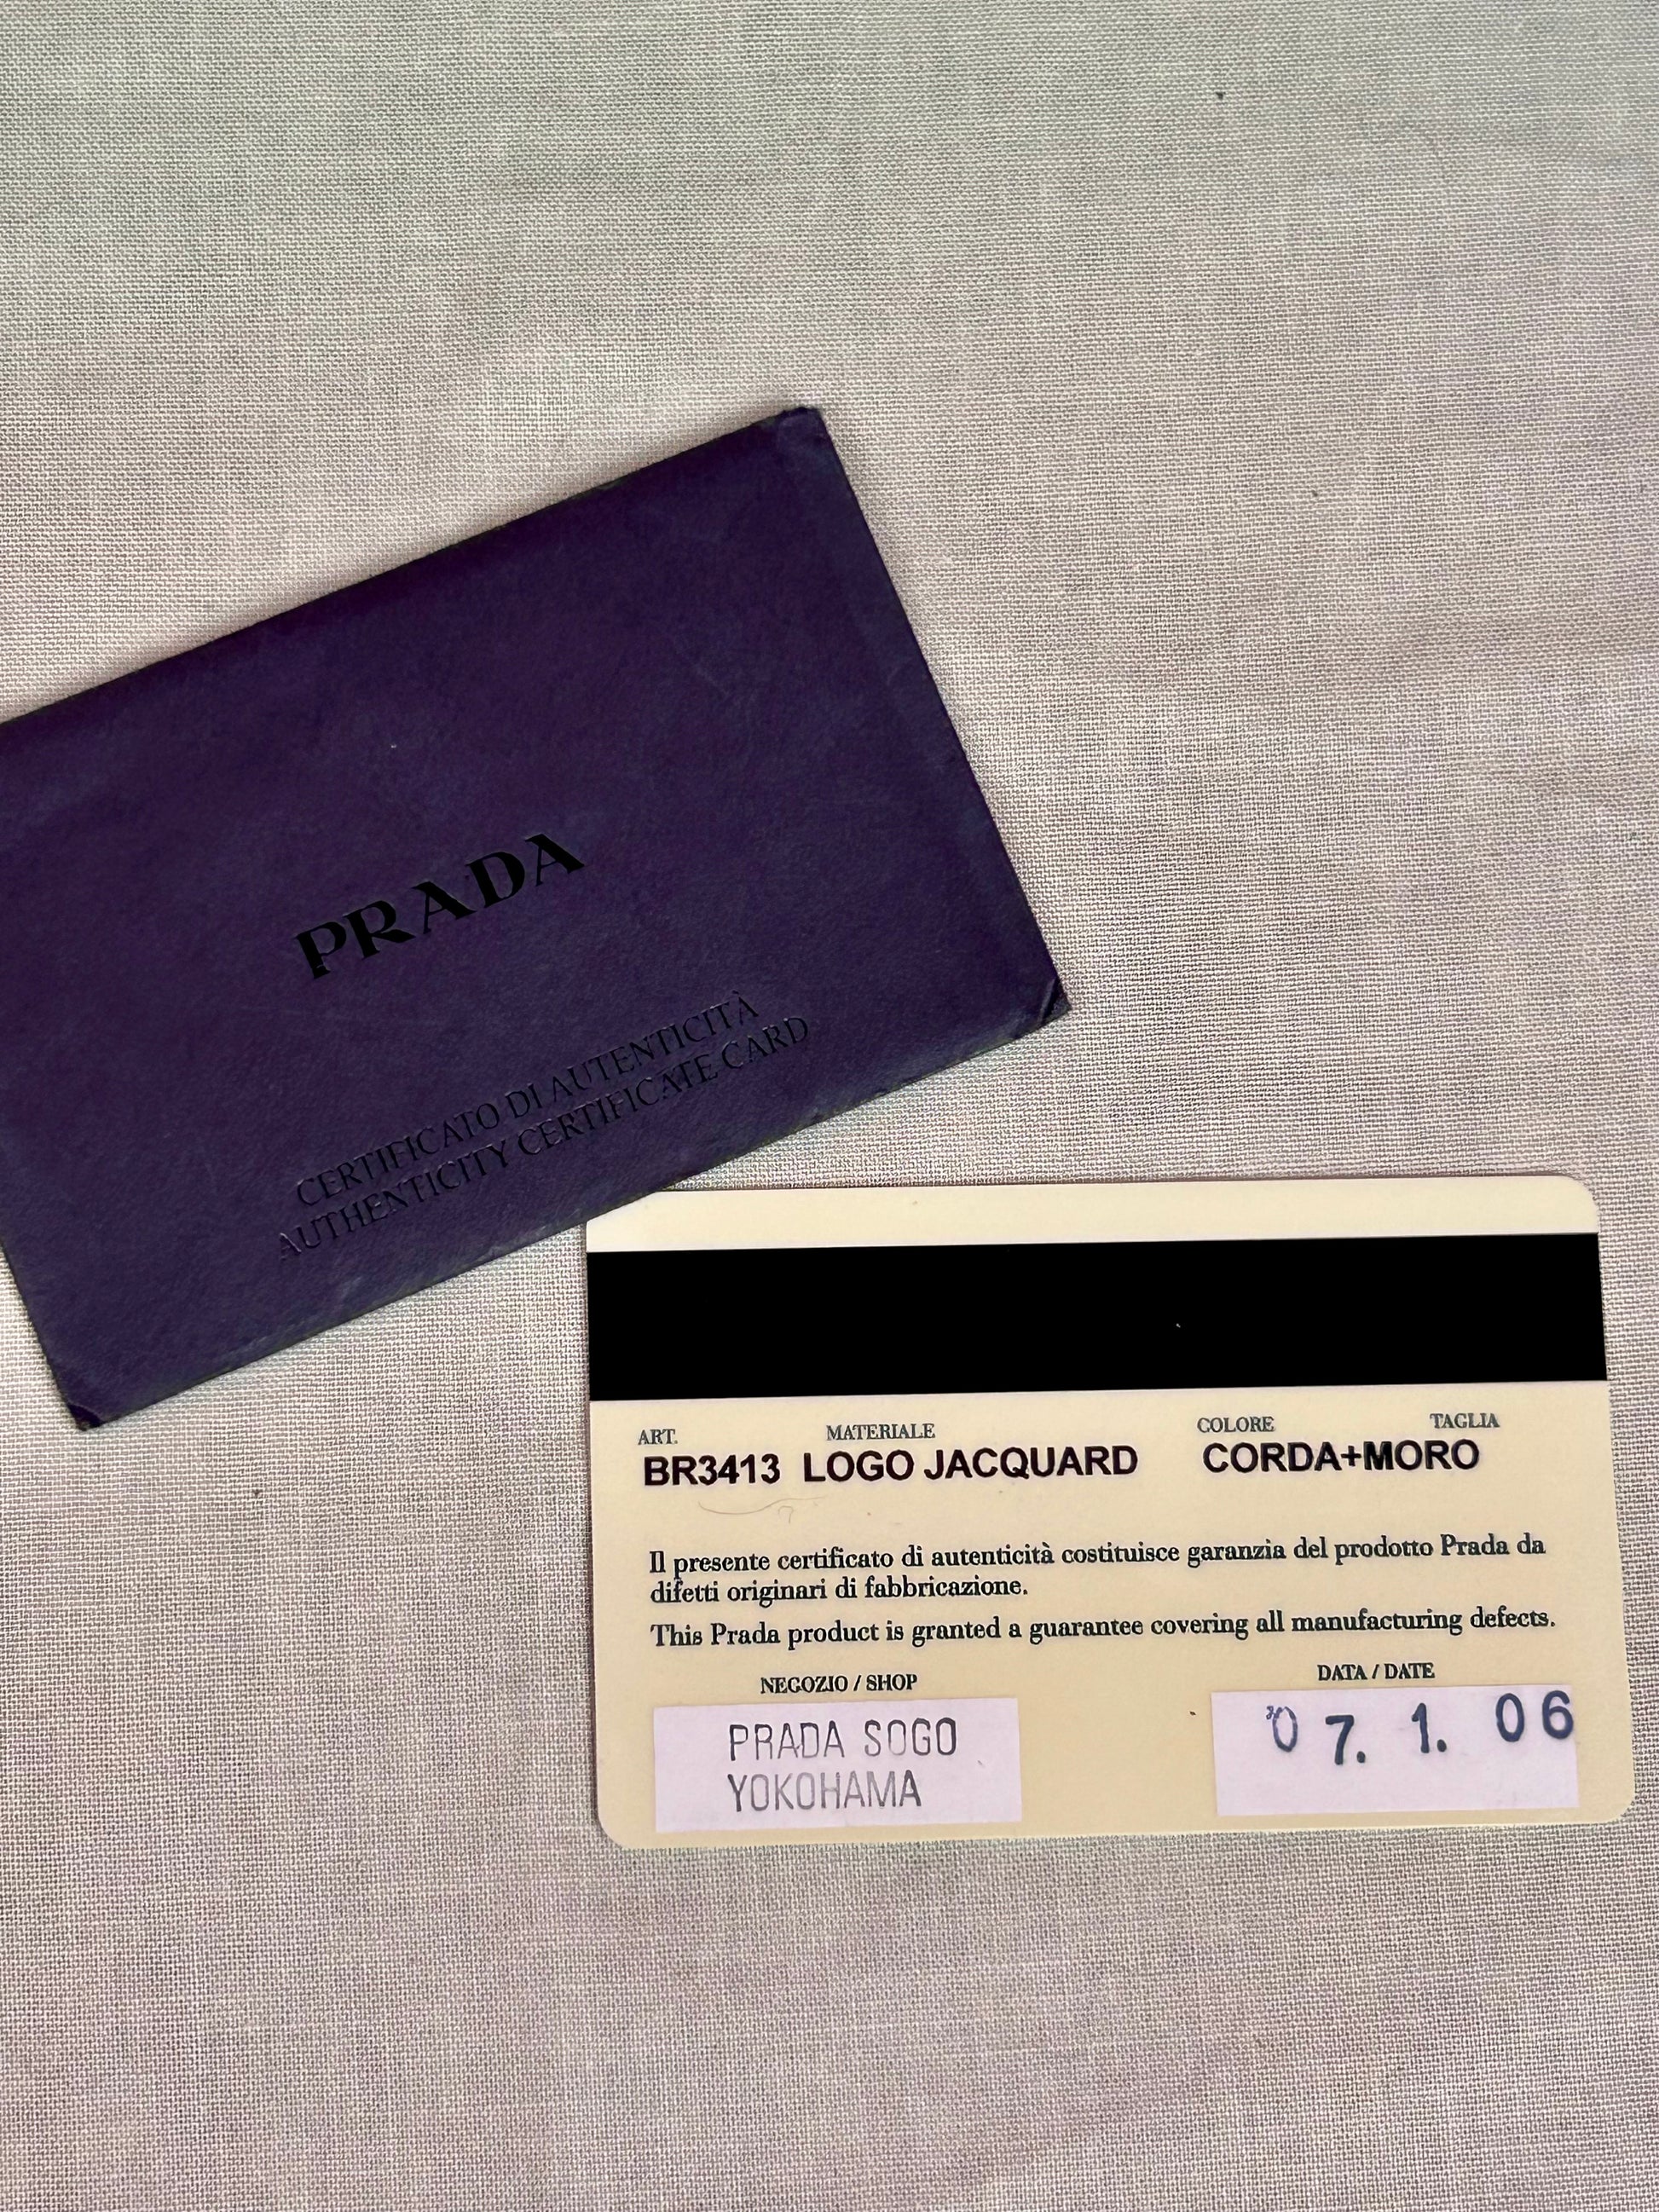 PRADA
CERTIFICATO DI AUTENTICITÀ
AUTHENTICITY CERTIFICATE CARD
ART. MATERIALE COLORE TAGLIA
BR3413 LOGO JACQUARD CORDA+MORO
Il presente certificato di autenticità costituisce garanzia del prodotto Prada da
difetti originari di fabbricazione.
This Prada product is granted a guarantee covering all manufacturing defects.
NEGOZIO / SHOP DATA / DATE
PRADA SOGO
YOKOHAMA
07. 1. 06